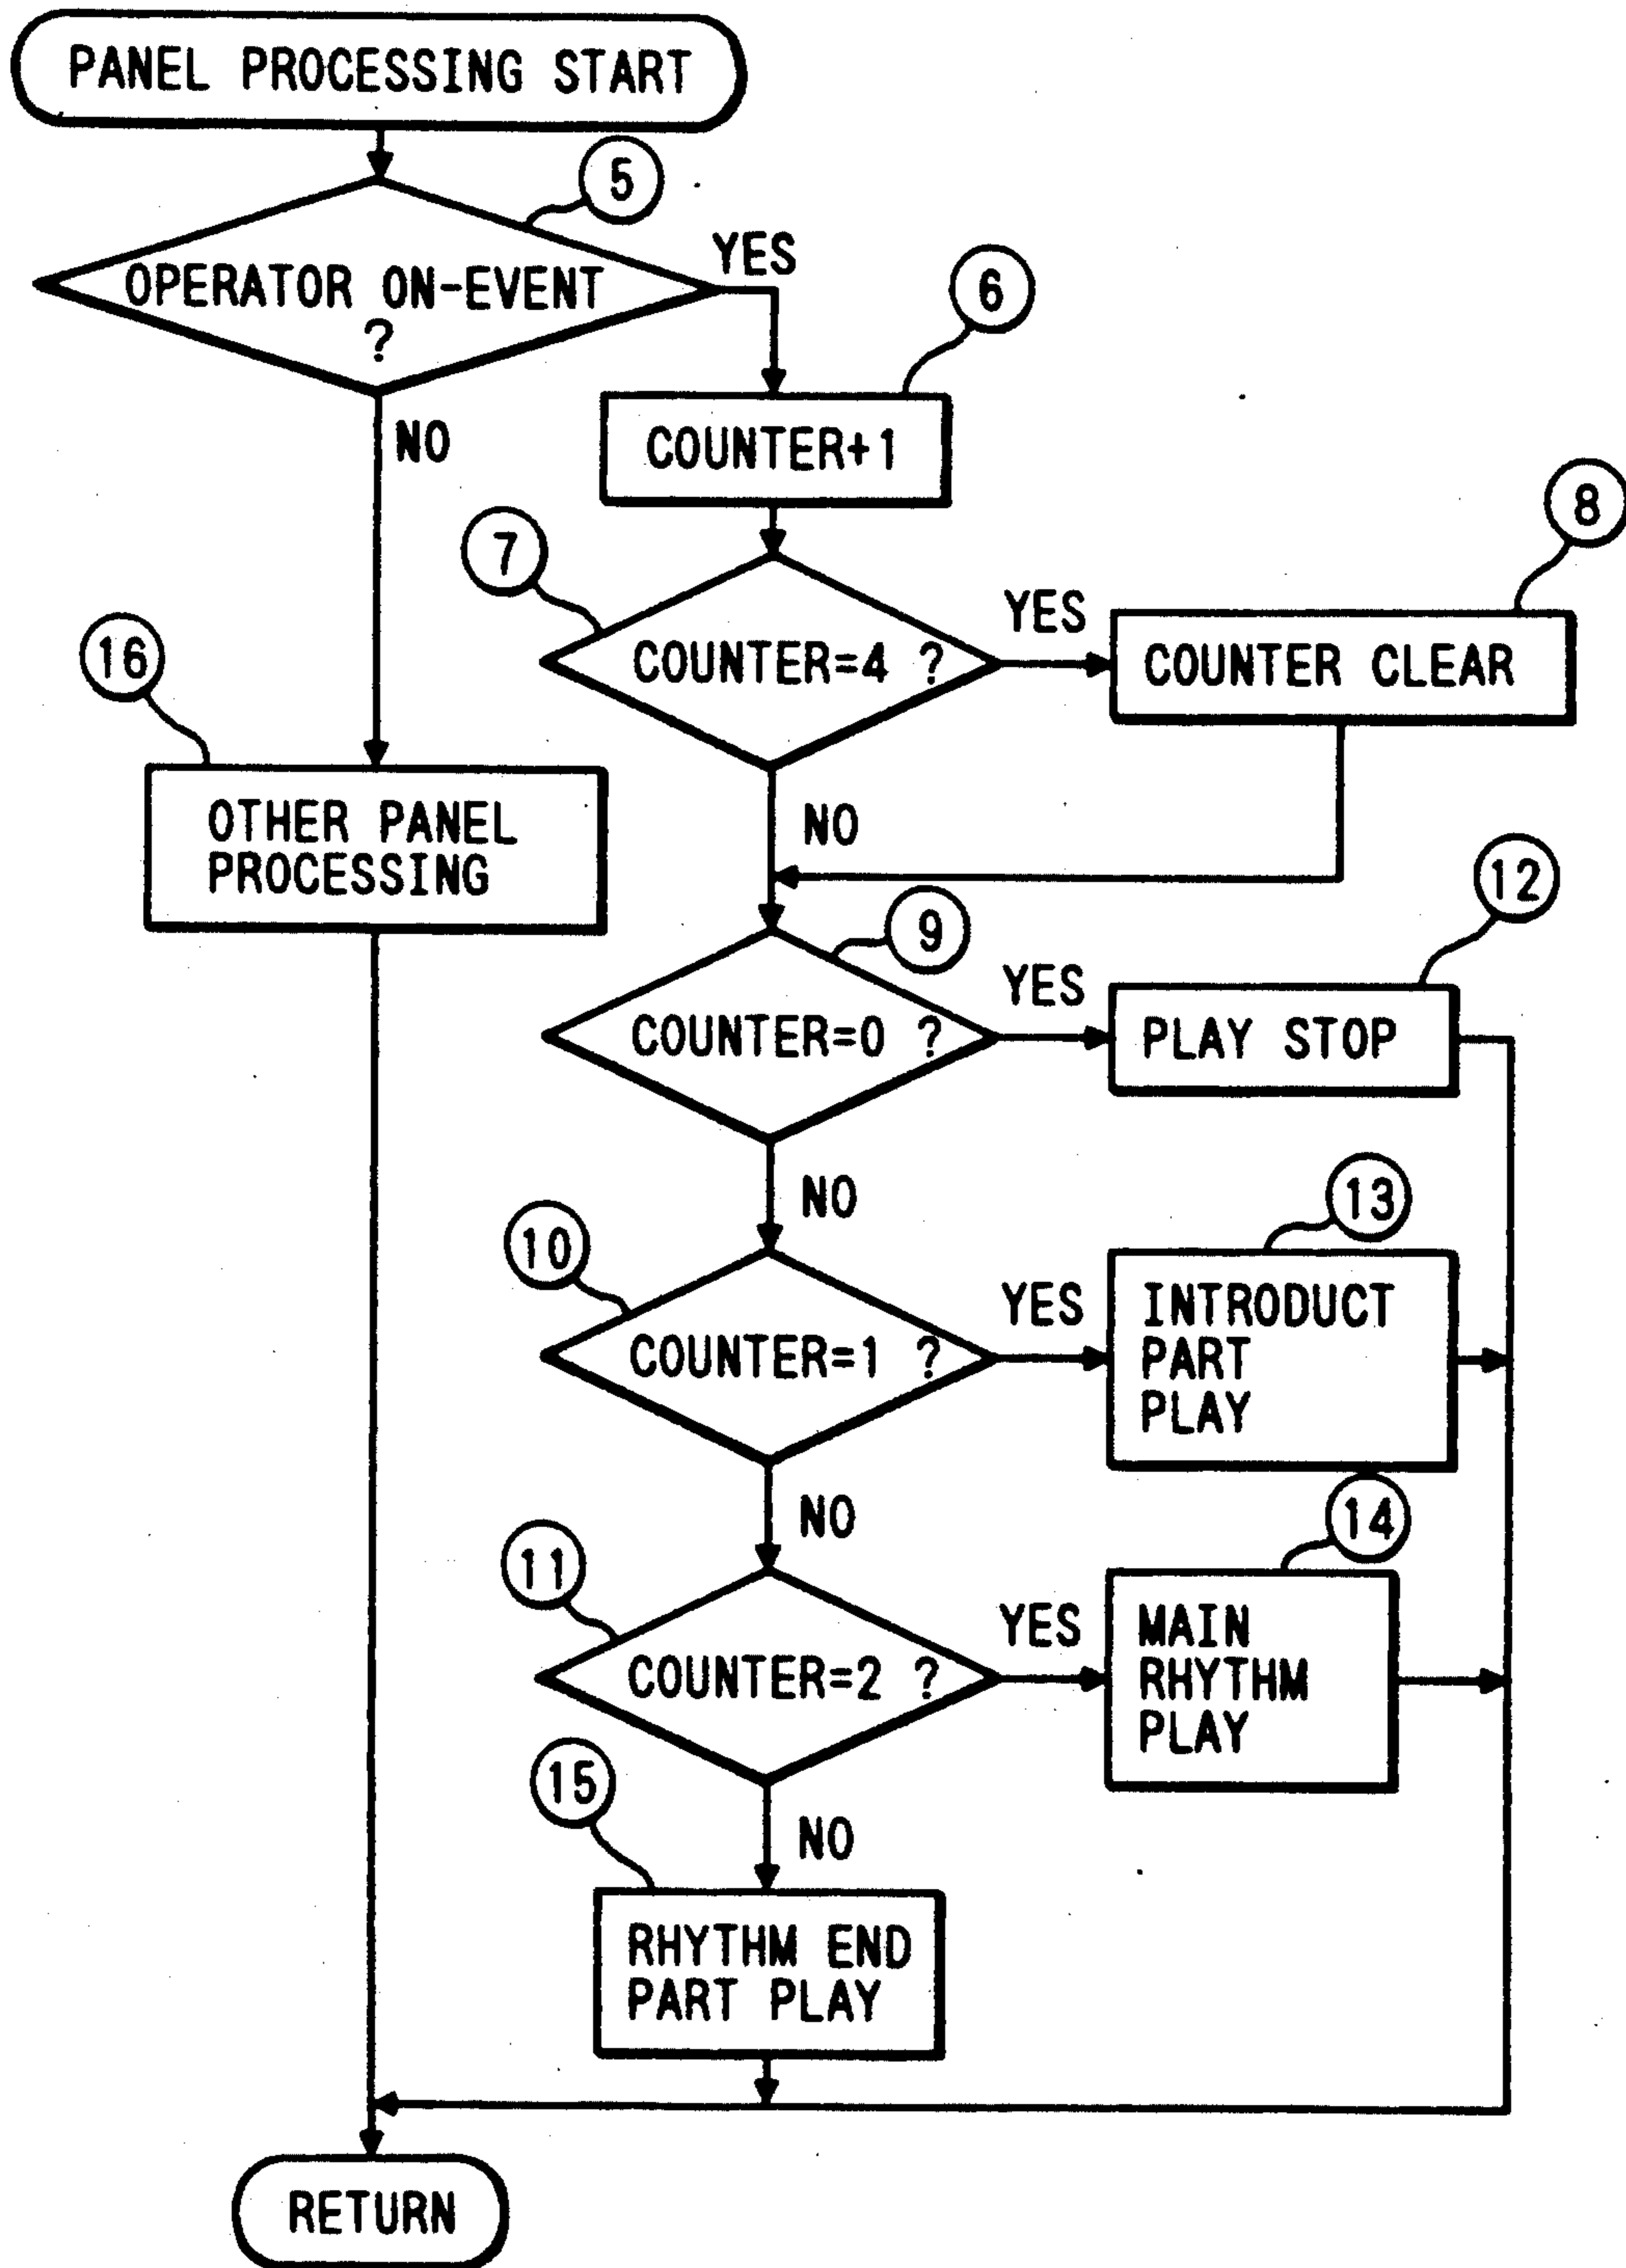 PANEL PROCESSING START
5
OPERATOR ON-EVENT
?
YES
NO
6
COUNTER+1
7
COUNTER=4 ?
YES
8
COUNTER CLEAR
NO
16
OTHER PANEL
PROCESSING
9
COUNTER=0 ?
YES
12
PLAY STOP
NO
10
COUNTER=1 ?
YES
13
INTRODUCT
PART
PLAY
NO
11
COUNTER=2 ?
YES
14
MAIN
RHYTHM
PLAY
NO
15
RHYTHM END
PART PLAY
RETURN